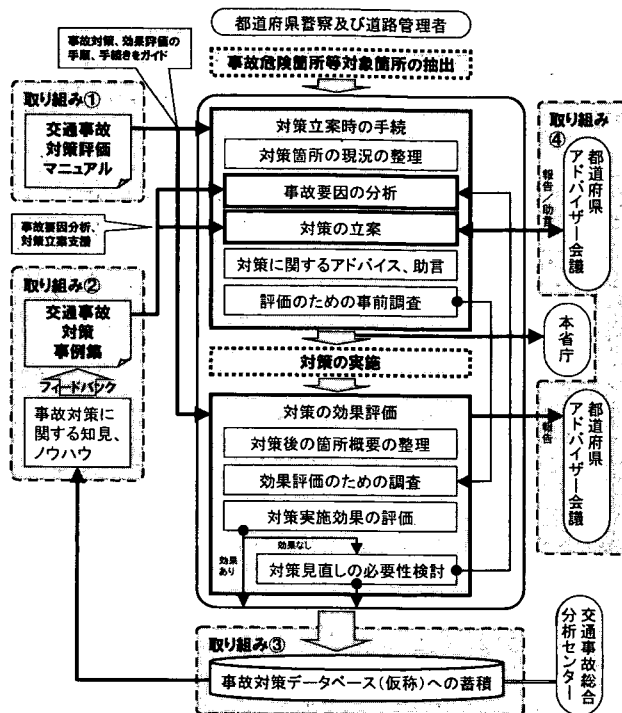 都道府県警察及び道路管理者
事故対策、効果評価の
手順、手続きをガイド
事故危険箇所等対象箇所の抽出
取り組み①
交通事故
対策評価
マニュアル
対策立案時の手続
対策箇所の現況の整理
事故要因の分析
対策の立案
対策に関するアドバイス、助言
評価のための事前調査
取り組み
④
報告/助言
都道府県
アドバイザー会議
事故要因分析、
対策立案支援
取り組み②
交通事故
対策
事例集
フィードバック
事故対策に
関する知見、
ノウハウ
本省庁
対策の実施
対策の効果評価
対策後の箇所概要の整理
効果評価のための調査
対策実施効果の評価
効果なし
効果
あり
対策見直しの必要性検討
報告
都道府県
アドバイザー会議
取り組み③
事故対策データベース(仮称)への蓄積
交通事故総合
分析センター